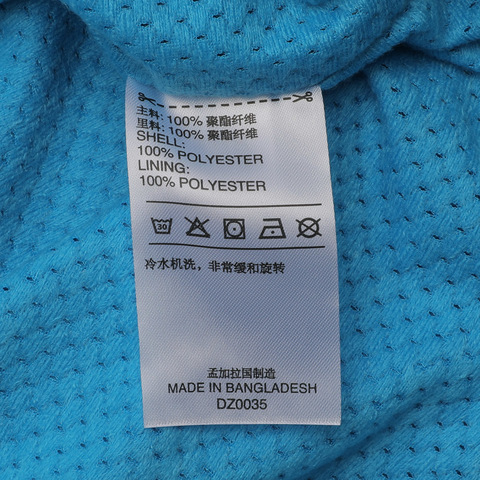 主料: 100% 聚酯纤维
里料: 100% 聚酯纤维
SHELL:
100% POLYESTER
LINING:
100% POLYESTER
30
冷水机洗，非常缓和旋转
孟加拉国制造
MADE IN BANGLADESH
DZ0035